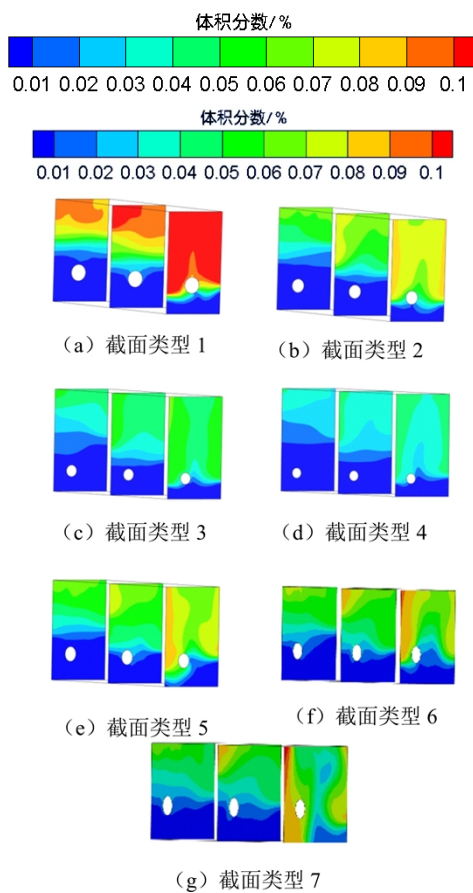 体积分数/%
0.01 0.02 0.03 0.04 0.05 0.06 0.07 0.08 0.09 0.1
体积分数/%
0.01 0.02 0.03 0.04 0.05 0.06 0.07 0.08 0.09 0.1
（a）截面类型 1
（b）截面类型 2
（c）截面类型 3
（d）截面类型 4
（e）截面类型 5
（f）截面类型 6
（g）截面类型 7